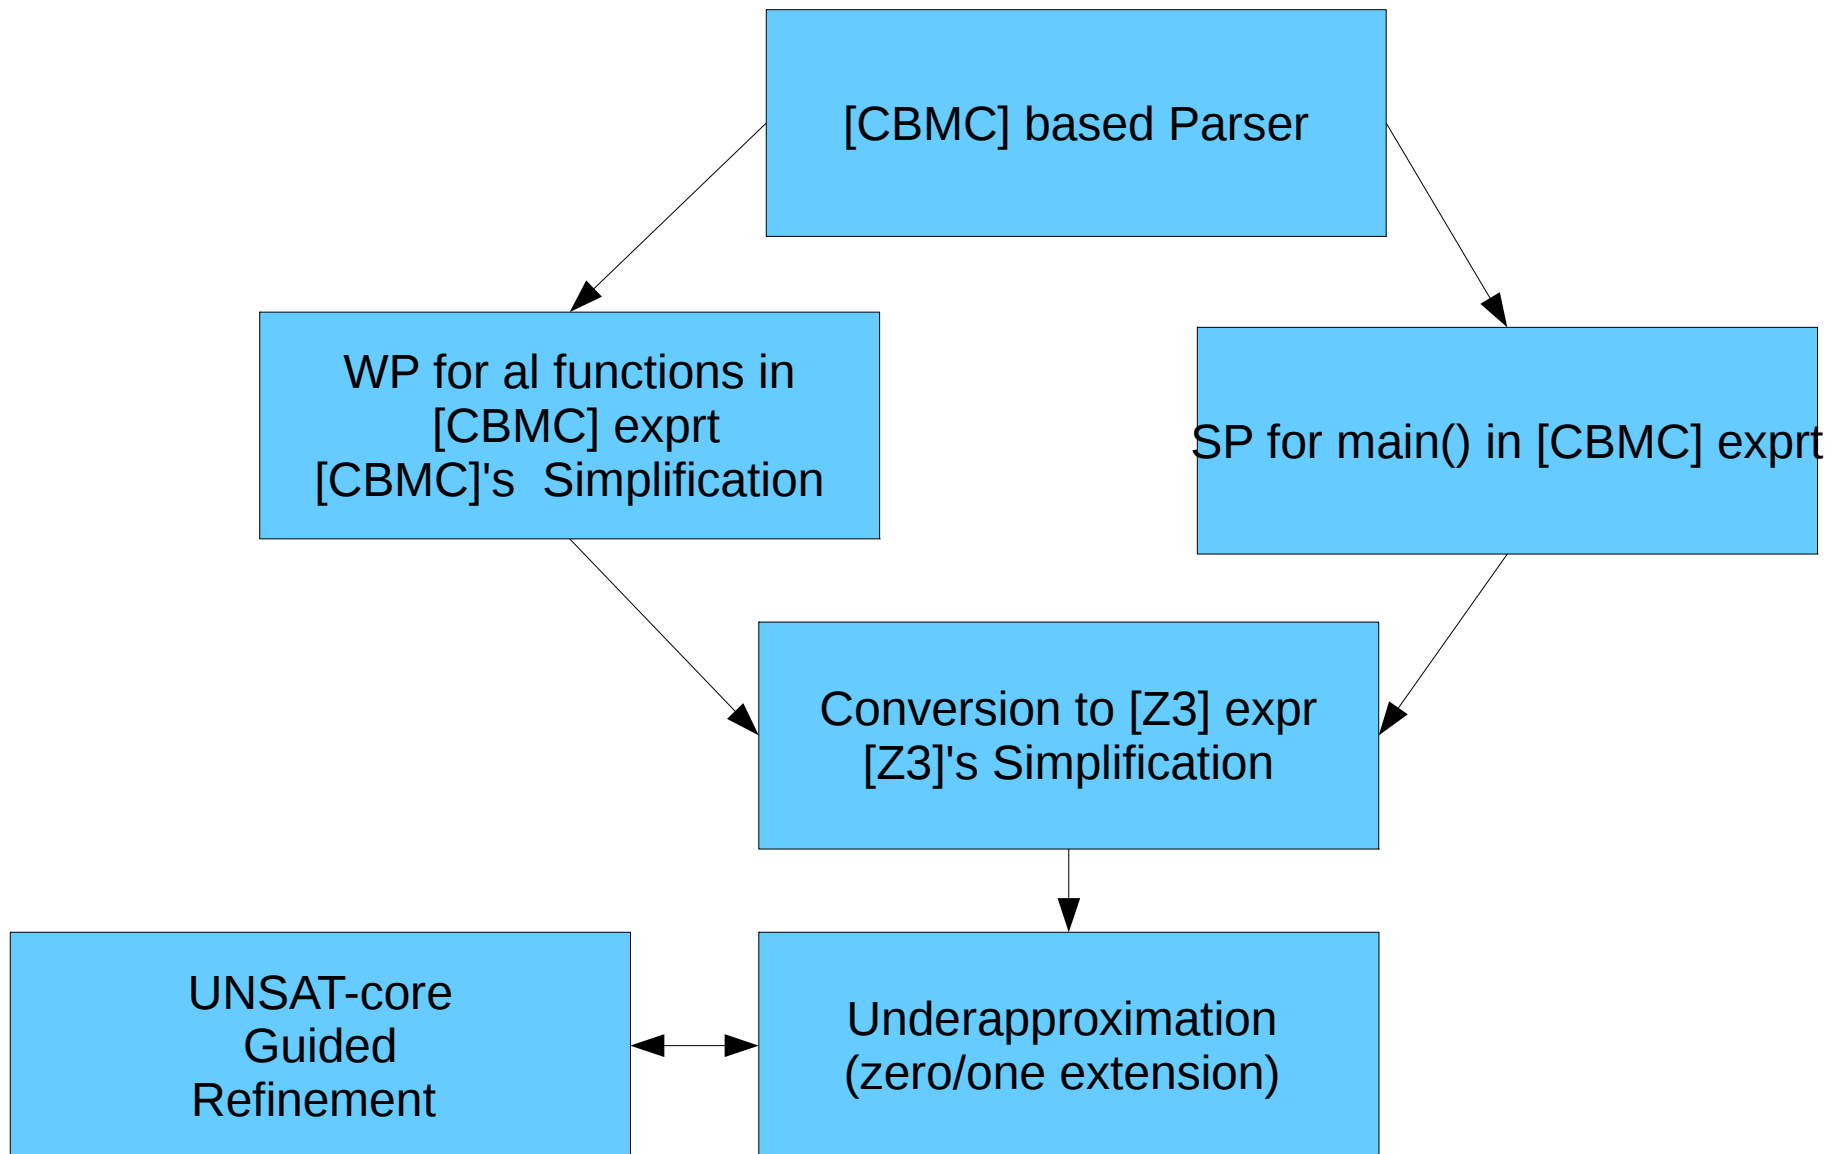 [CBMC] based Parser
WP for al functions in
[CBMC] exprt
[CBMC]'s  Simplification
SP for main() in [CBMC] exprt
Conversion to [Z3] expr
[Z3]'s Simplification
UNSAT-core
Guided
Refinement
Underapproximation
(zero/one extension)